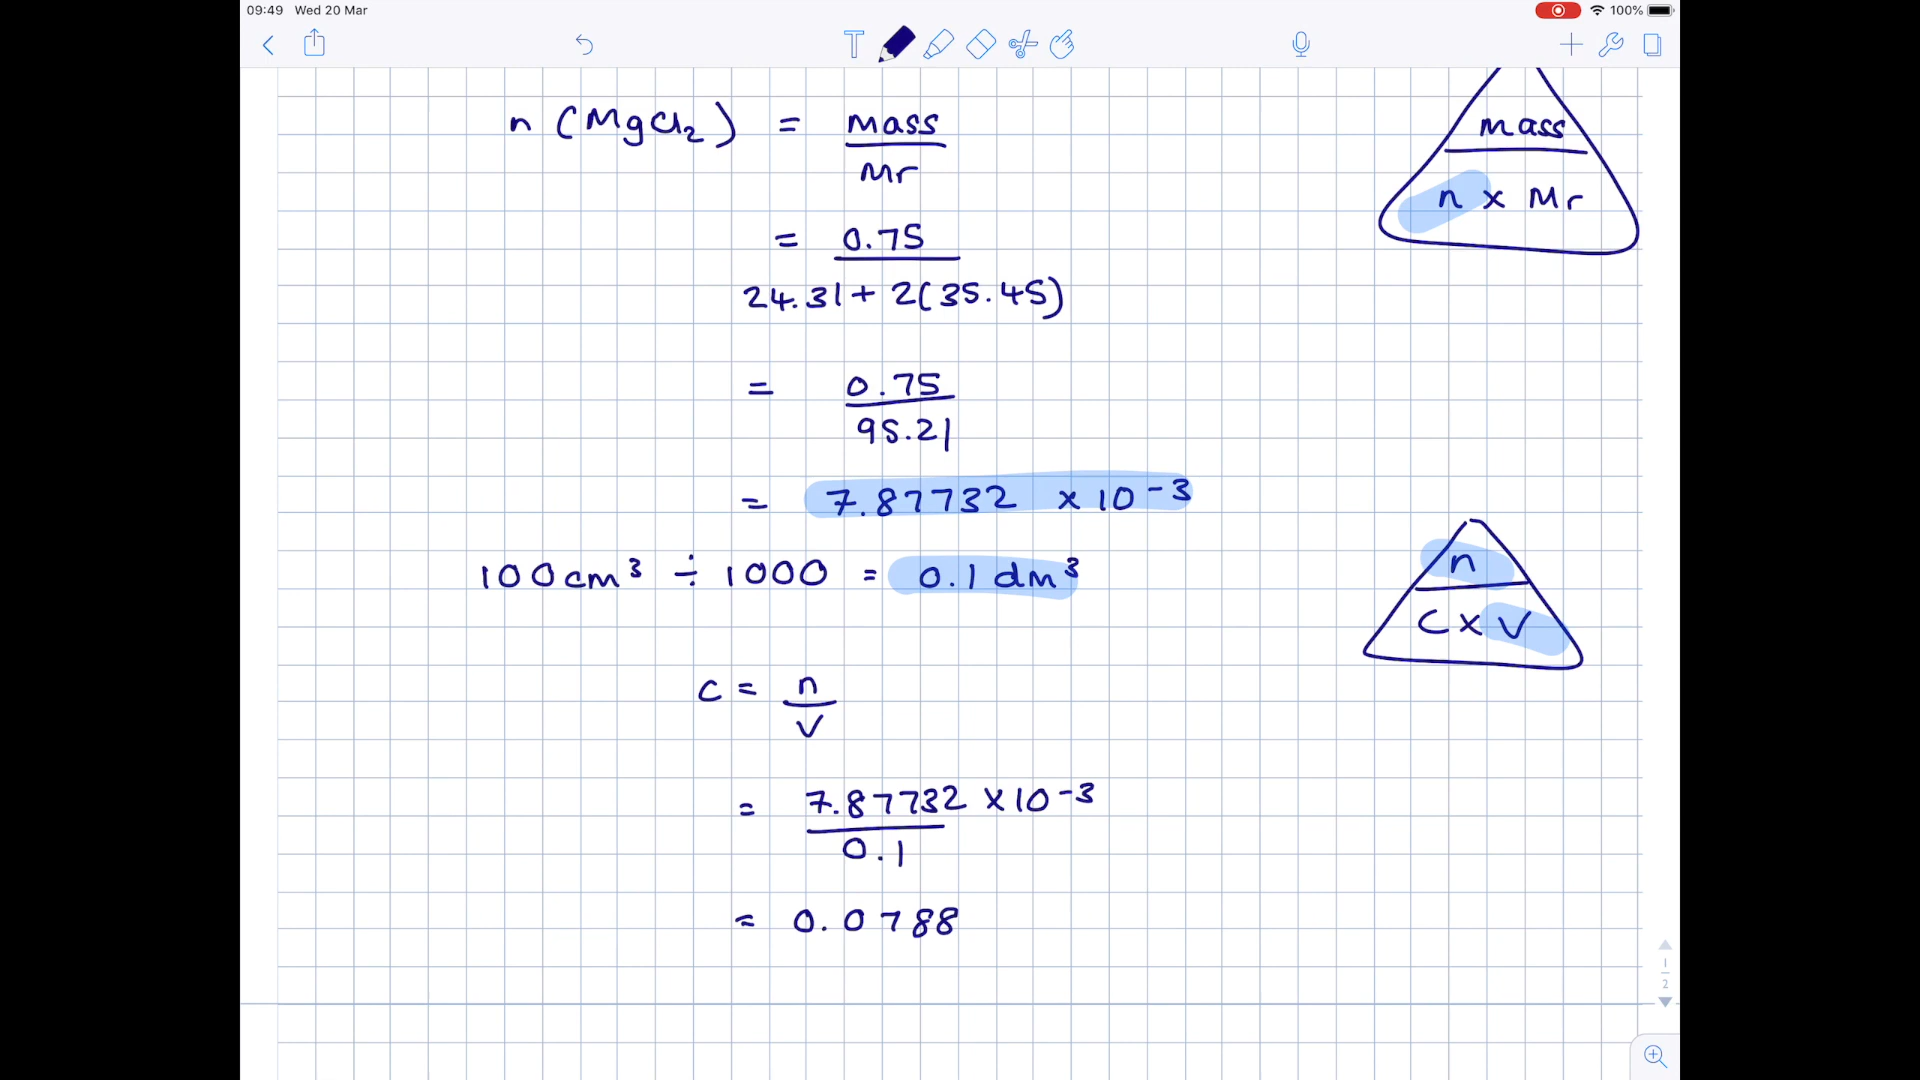 09:49 Wed 20 Mar 100%
T
n (MgCl₂) = mass
Mr
mass
n x Mr
= 0.75
24.31 + 2(35.45)
= 0.75
95.21
= 7.87732 x 10⁻³
100cm³ ÷ 1000 = 0.1 dm³
n
C x V
c = n
V
= 7.87732 x 10⁻³
0.1
= 0.0788
1
2